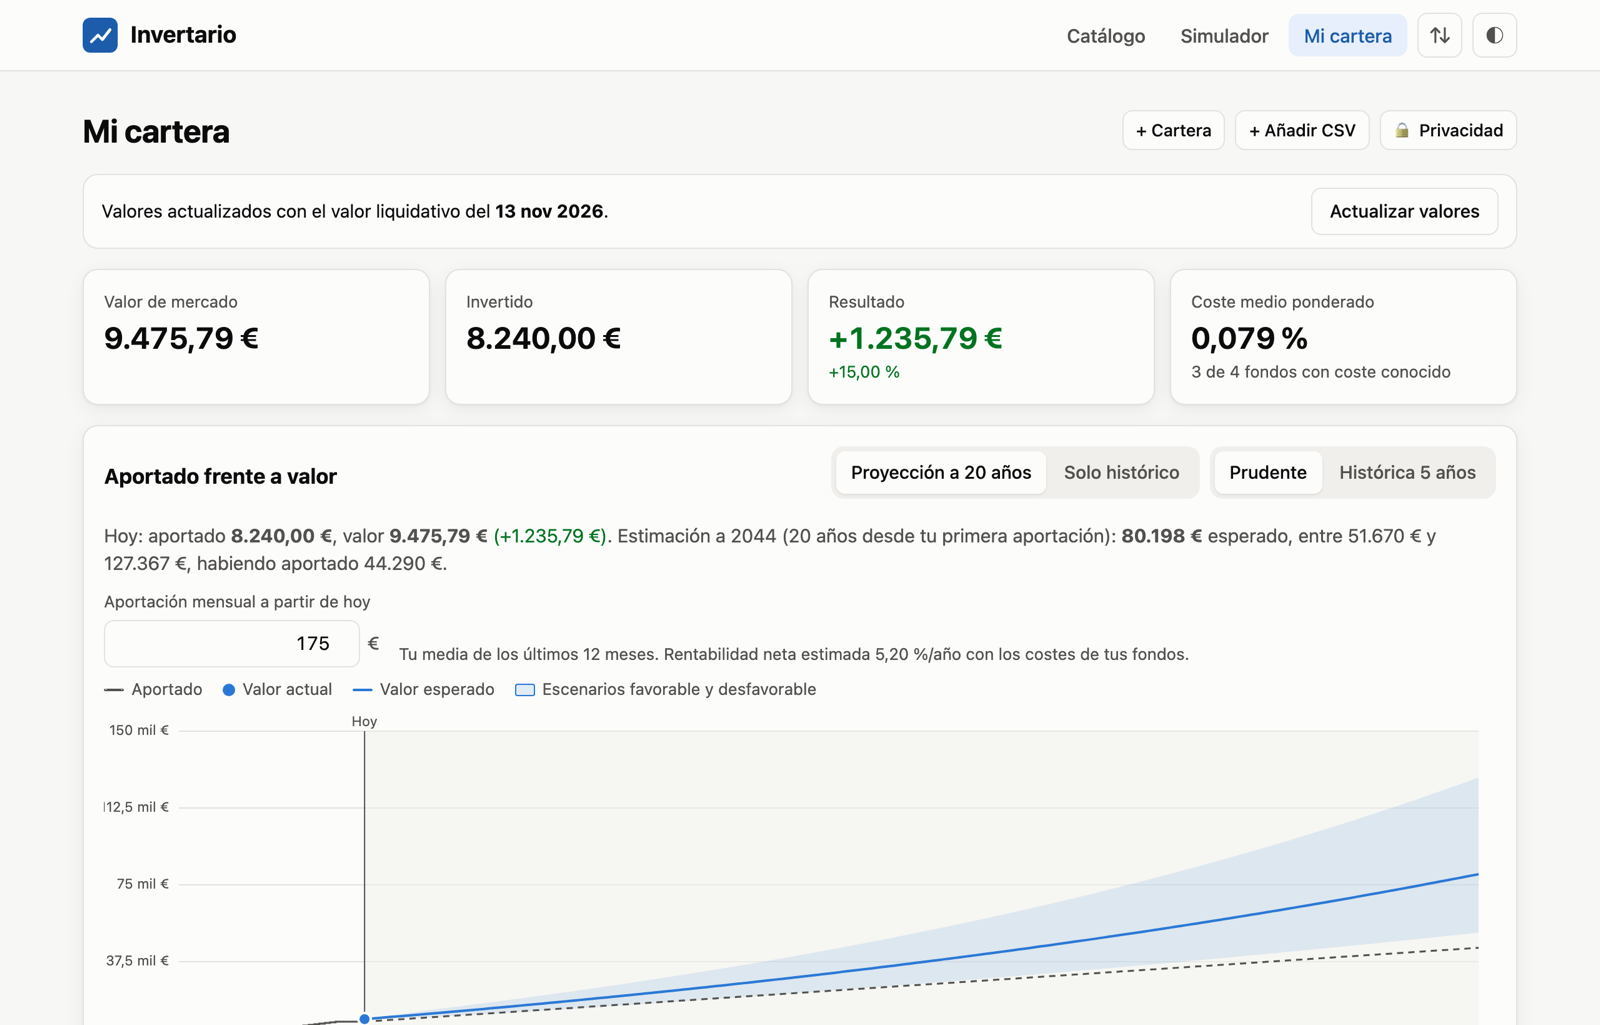 Invertario
Catálogo
Simulador
Mi cartera
Mi cartera
+ Cartera
+ Añadir CSV
Privacidad
Valores actualizados con el valor liquidativo del 13 nov 2026.
Actualizar valores
Valor de mercado
9.475,79 €
Invertido
8.240,00 €
Resultado
+1.235,79 €
+15,00 %
Coste medio ponderado
0,079 %
3 de 4 fondos con coste conocido
Aportado frente a valor
Proyección a 20 años
Solo histórico
Prudente
Histórica 5 años
Hoy: aportado 8.240,00 €, valor 9.475,79 € (+1.235,79 €). Estimación a 2044 (20 años desde tu primera aportación): 80.198 € esperado, entre 51.670 € y
127.367 €, habiendo aportado 44.290 €.
Aportación mensual a partir de hoy
175 €
Tu media de los últimos 12 meses. Rentabilidad neta estimada 5,20 %/año con los costes de tus fondos.
Aportado
Valor actual
Valor esperado
Escenarios favorable y desfavorable
Hoy
150 mil €
112,5 mil €
75 mil €
37,5 mil €